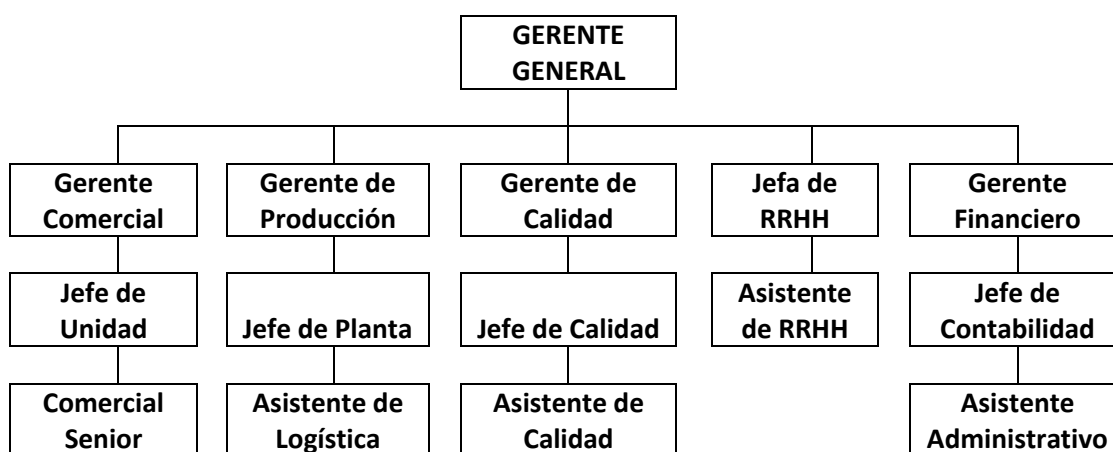 GERENTE
GENERAL
Gerente
Comercial
Gerente de
Producción
Gerente de
Calidad
Jefa de
RRHH
Gerente
Financiero
Jefe de
Unidad
Jefe de Planta
Jefe de Calidad
Asistente
de RRHH
Jefe de
Contabilidad
Comercial
Senior
Asistente de
Logística
Asistente de
Calidad
Asistente
Administrativo